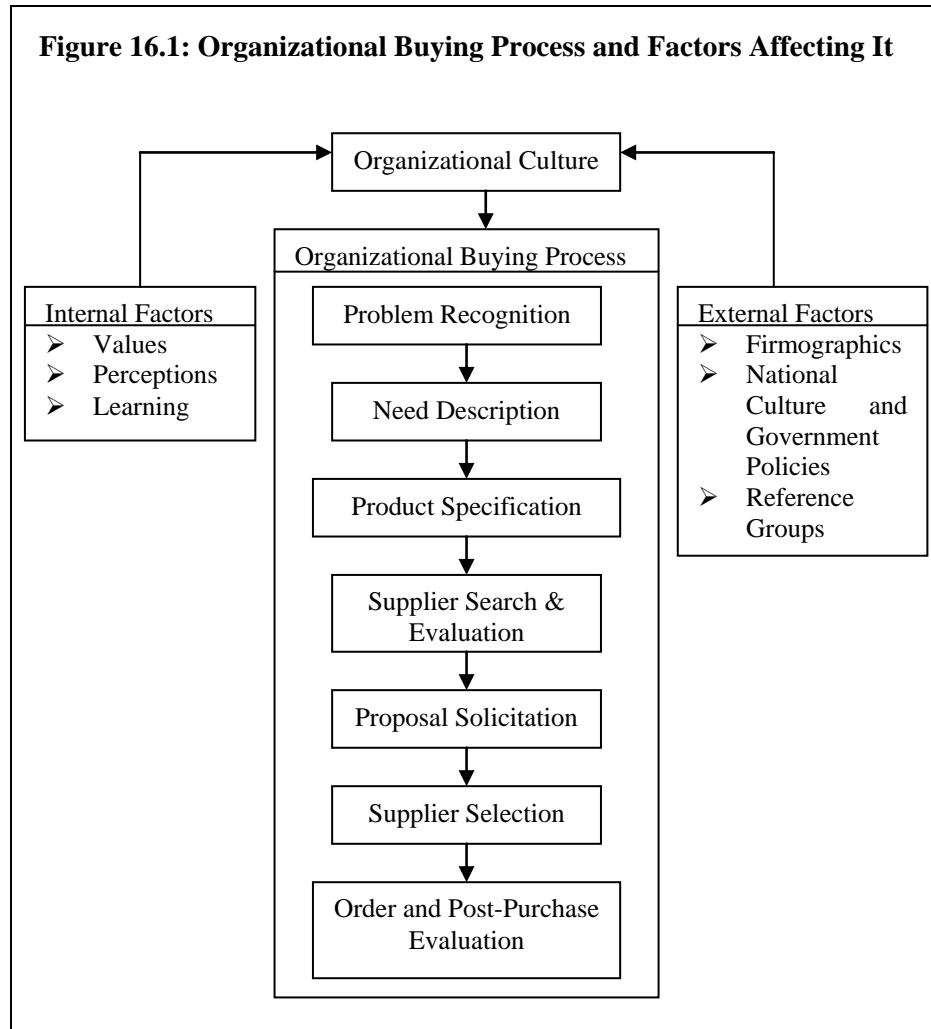 Figure 16.1: Organizational Buying Process and Factors Affecting It
Organizational Culture
Organizational Buying Process
Internal Factors
➢ Values
➢ Perceptions
➢ Learning
Problem Recognition
Need Description
Product Specification
Supplier Search &
Evaluation
Proposal Solicitation
Supplier Selection
Order and Post-Purchase
Evaluation
External Factors
➢ Firmographics
➢ National
Culture and
Government
Policies
➢ Reference
Groups